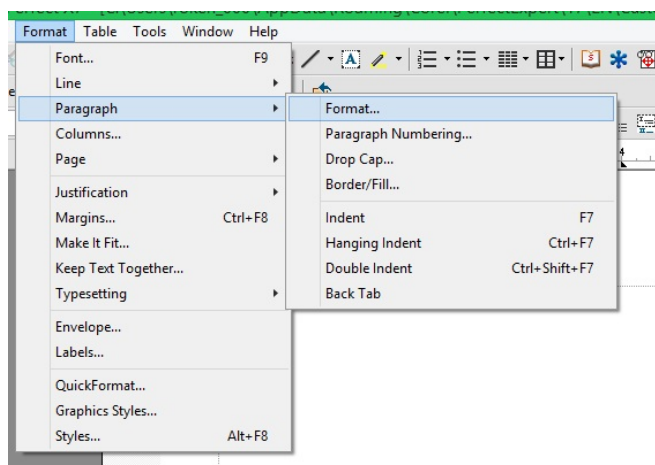 Format Table Tools Window Help
Font... F9
Line
Paragraph
Columns...
Page
Justification
Margins... Ctrl+F8
Make It Fit...
Keep Text Together...
Typesetting
Envelope...
Labels...
QuickFormat...
Graphics Styles...
Styles... Alt+F8
Format...
Paragraph Numbering...
Drop Cap...
Border/Fill...
Indent F7
Hanging Indent Ctrl+F7
Double Indent Ctrl+Shift+F7
Back Tab
4